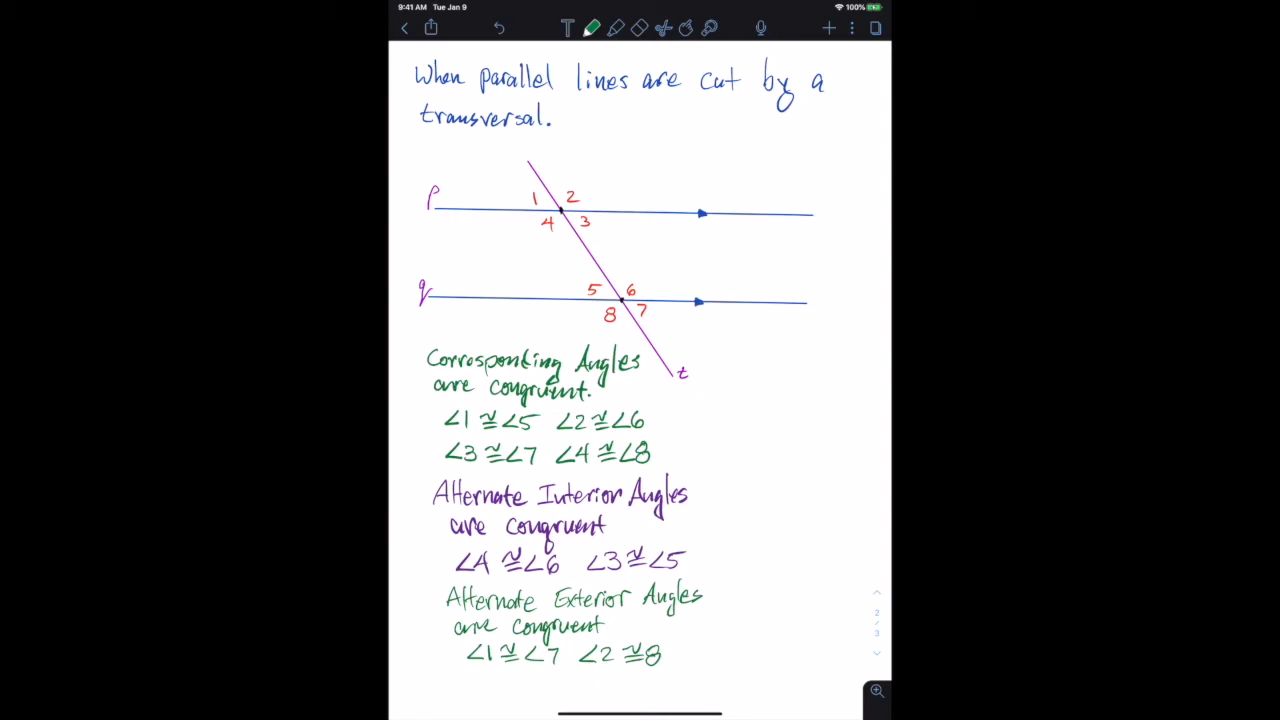 9:41 AM Tue Jan 9
100%
T
When parallel lines are cut by a
transversal.
p
1 2
4 3
q
5 6
8 7
t
Corresponding Angles
are congruent.
∠1 ≅ ∠5 ∠2 ≅ ∠6
∠3 ≅ ∠7 ∠4 ≅ ∠8
Alternate Interior Angles
are congruent
∠4 ≅ ∠6 ∠3 ≅ ∠5
Alternate Exterior Angles
are congruent
∠1 ≅ ∠7 ∠2 ≅ 8
2
/
3